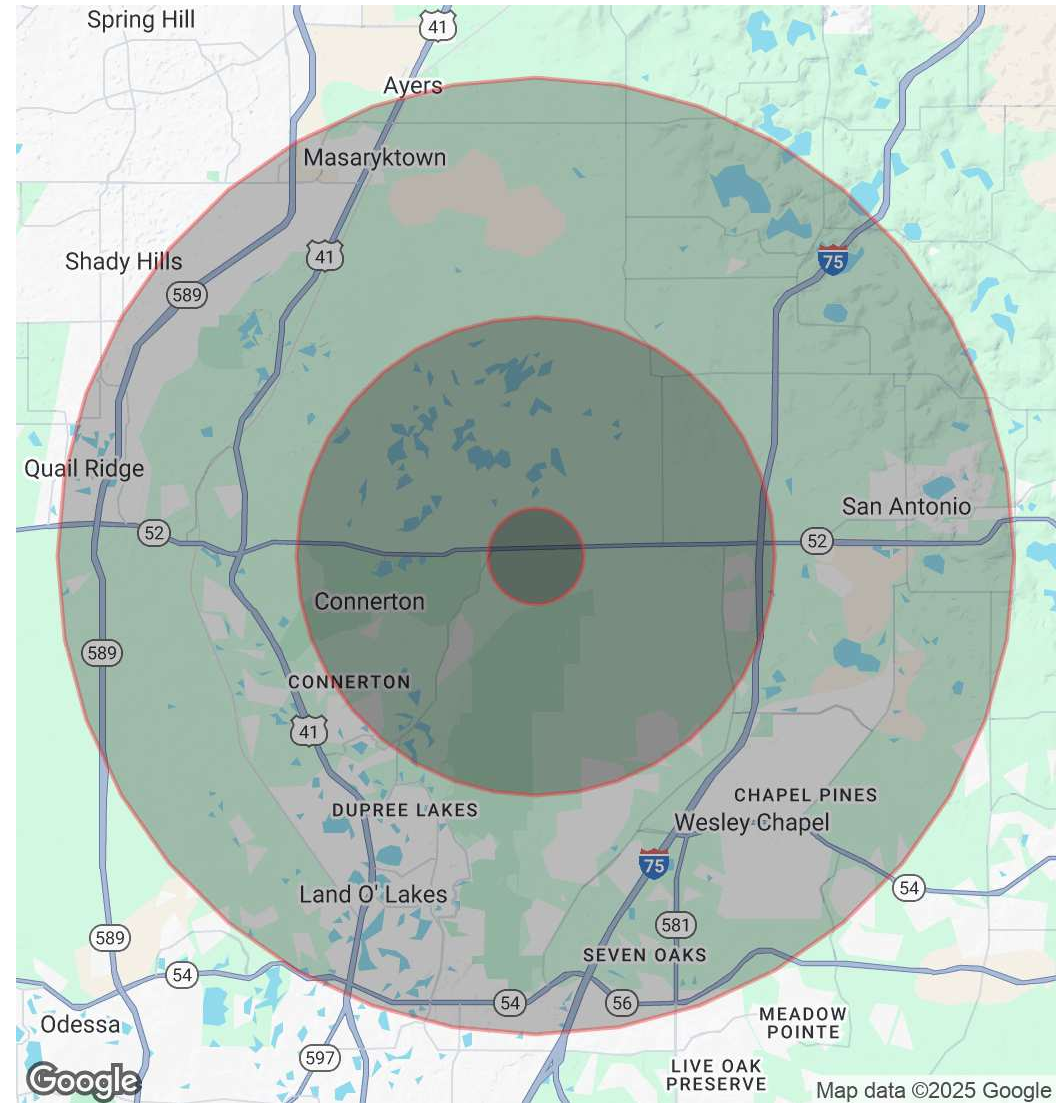 Spring Hill
41
Ayers
Masaryktown
41
Shady Hills
75
589
Quail Ridge
San Antonio
52
52
Connerton
589
CONNERTON
41
CHAPEL PINES
DUPREE LAKES
Wesley Chapel
75
54
Land O' Lakes
581
589
SEVEN OAKS
54
54
56
Odessa
MEADOW
POINTE
597
LIVE OAK
PRESERVE
Google
Map data ©2025 Google